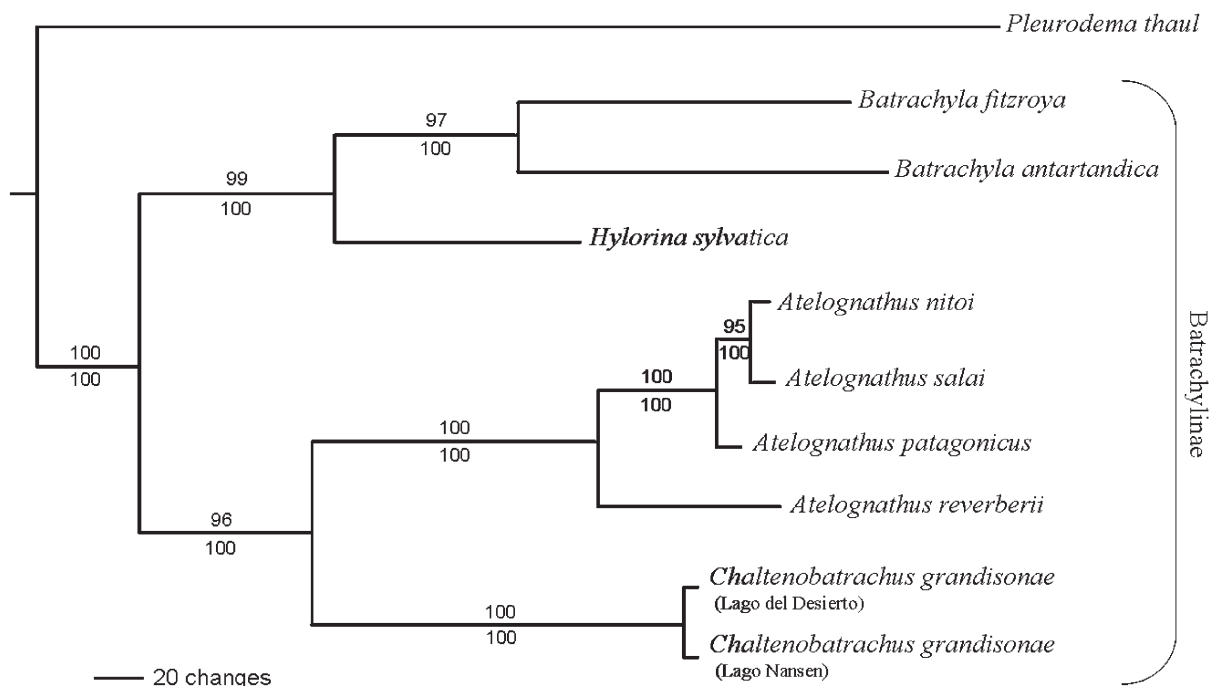 Pleurodema thaul
Batrachyla fitzroya
97
100
Batrachyla antartandica
99
100
Hylorina sylvatica
Atelognathus nitoi
95
100
Atelognathus salai
100
100
100
100
Atelognathus patagonicus
100
100
Atelognathus reverberii
96
100
Chaltenobatrachus grandisonae
(Lago del Desierto)
100
100
Chaltenobatrachus grandisonae
(Lago Nansen)
20 changes
Batrachylinae